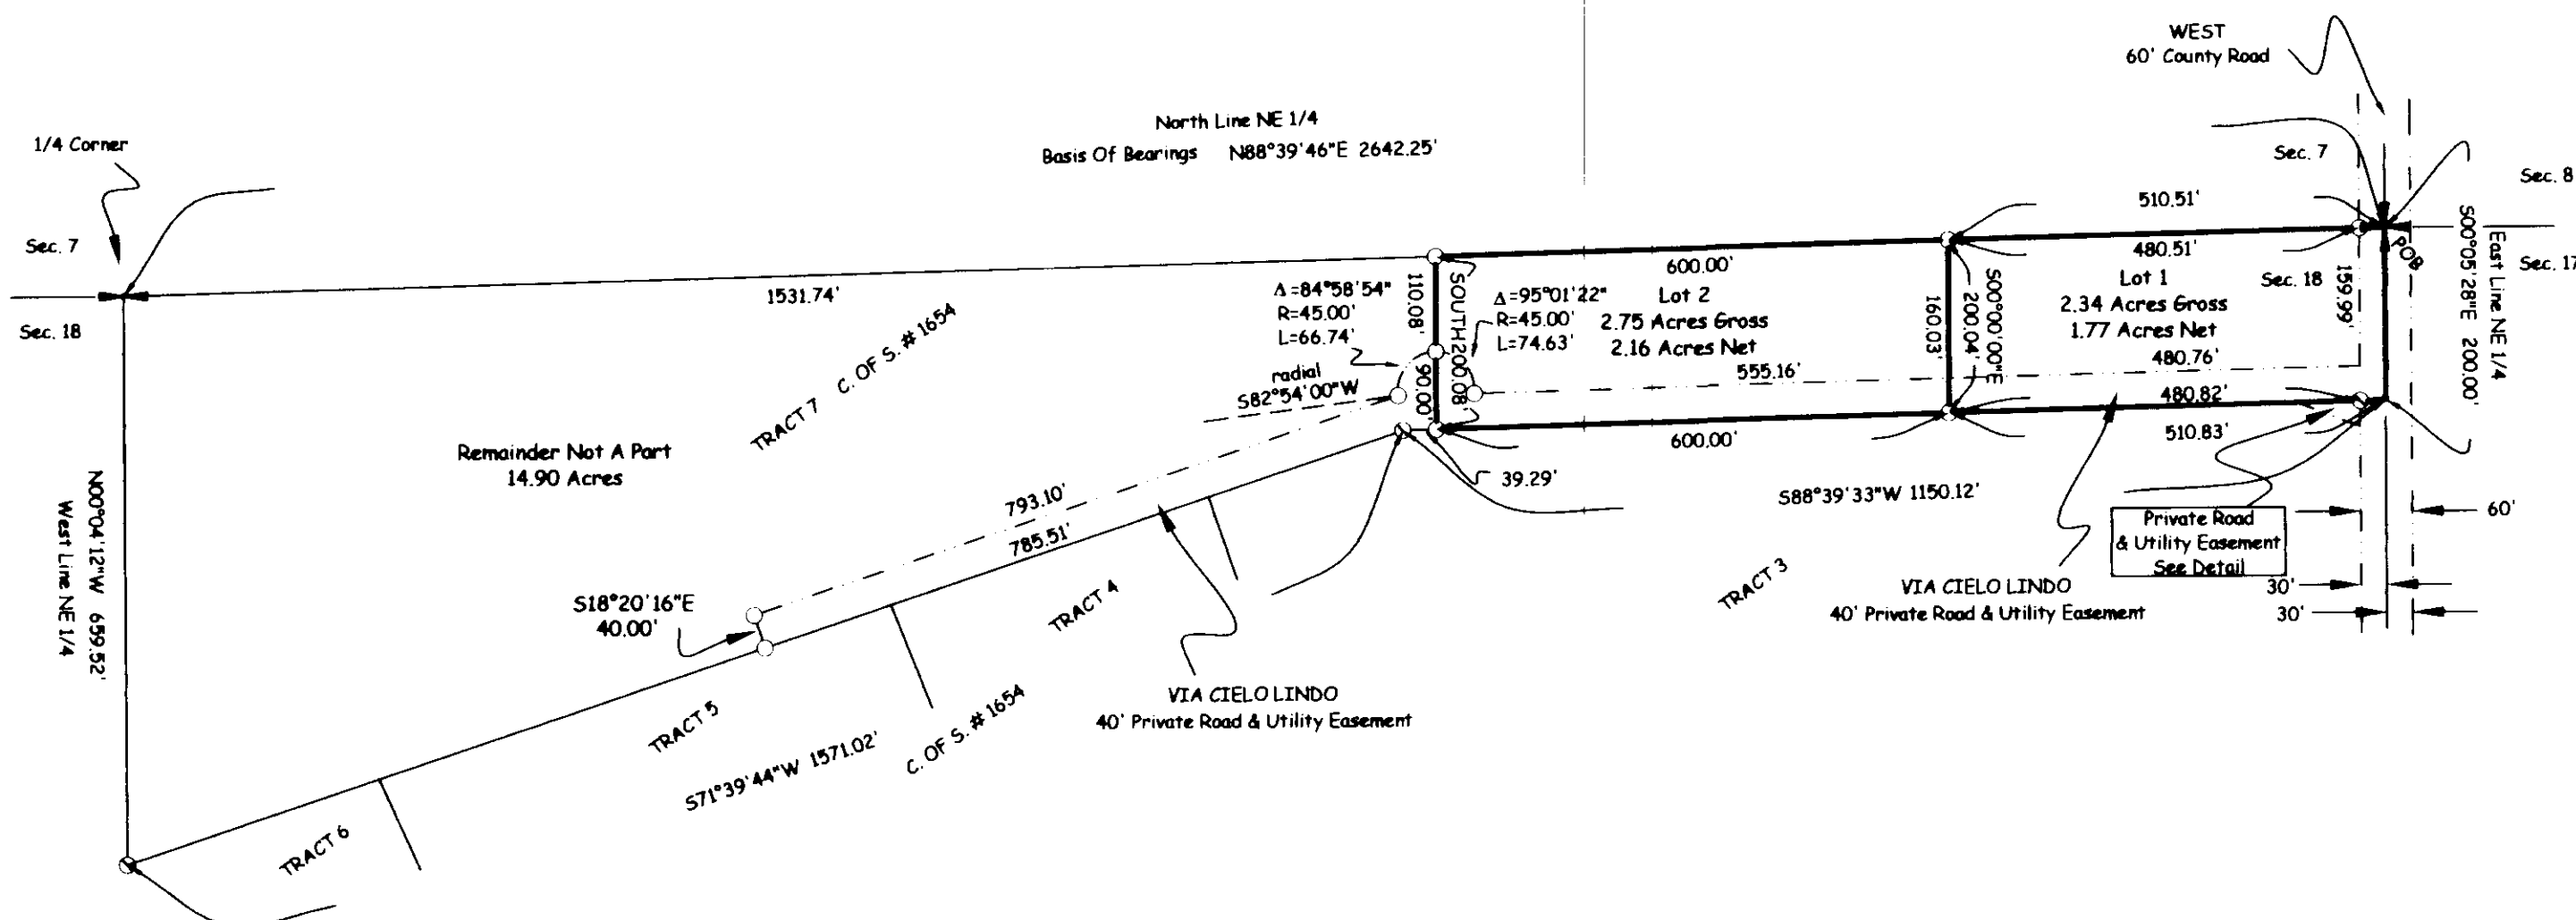 WEST
60' County Road
North Line NE 1/4
Basis Of Bearings N88°39'46"E 2642.25'
1/4 Corner
Sec. 7
Sec. 18
Sec. 7
Sec. 8
510.51'
480.51'
POB
Sec. 17
Sec. 18
159.99'
S00°05'28"E 200.00'
East Line NE 1/4
600.00'
1531.74'
110.08'
SOUTH 200.08'
90.00'
Δ=84°58'54"
R=45.00'
L=66.74'
Δ=95°01'22"
R=45.00'
L=74.63'
Lot 2
2.75 Acres Gross
2.16 Acres Net
160.03'
200.04'
S00°00'00"E
Lot 1
2.34 Acres Gross
1.77 Acres Net
480.76'
555.16'
480.82'
510.83'
radial
S82°54'00"W
TRACT 7 C. OF S. # 1654
600.00'
39.29'
S88°39'33"W 1150.12'
Remainder Not A Part
14.90 Acres
N00°04'12"W 659.52'
West Line NE 1/4
793.10'
785.51'
S18°20'16"E
40.00'
TRACT 4
TRACT 3
Private Road
& Utility Easement
See Detail
60'
30'
30'
VIA CIELO LINDO
40' Private Road & Utility Easement
VIA CIELO LINDO
40' Private Road & Utility Easement
TRACT 5
S71°39'44"W 1571.02'
C. OF S. # 1654
TRACT 6